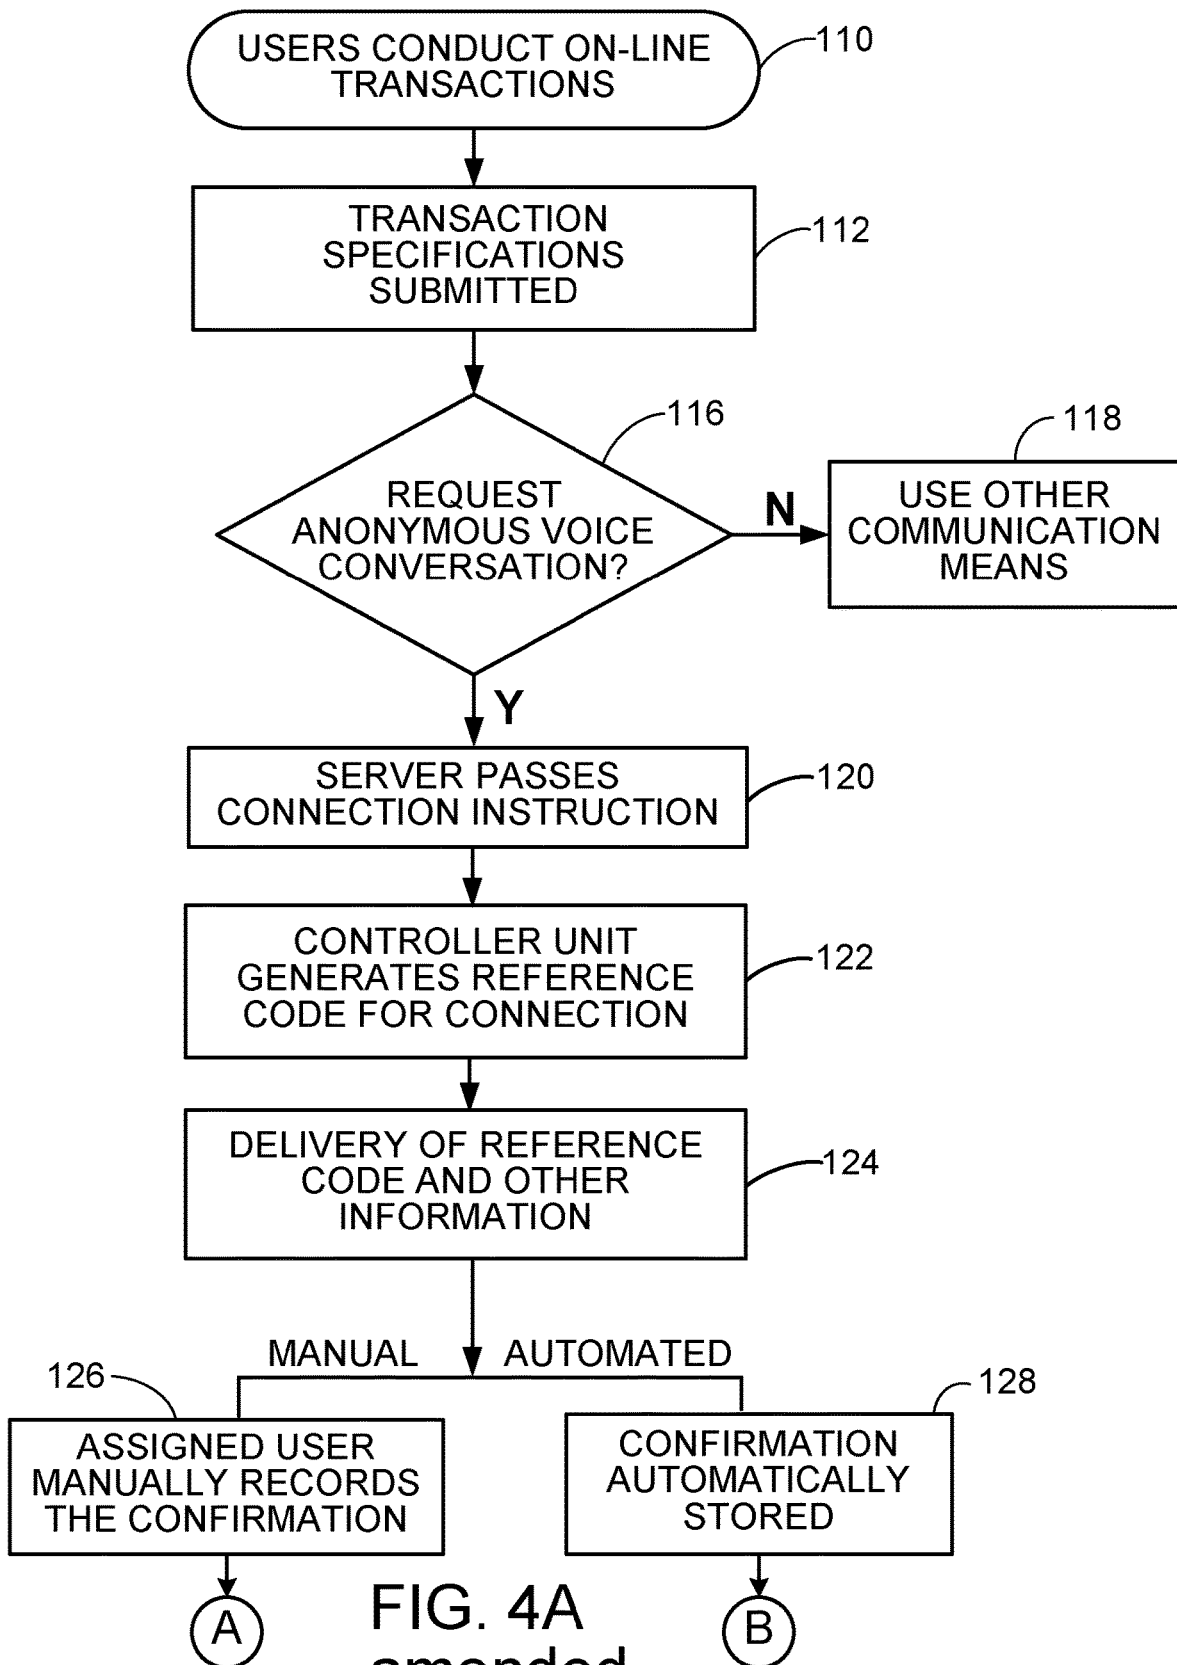 USERS CONDUCT ON-LINE
TRANSACTIONS
110
TRANSACTION
SPECIFICATIONS
SUBMITTED
112
REQUEST
ANONYMOUS VOICE
CONVERSATION?
116
N
118
USE OTHER
COMMUNICATION
MEANS
Y
SERVER PASSES
CONNECTION INSTRUCTION
120
CONTROLLER UNIT
GENERATES REFERENCE
CODE FOR CONNECTION
122
DELIVERY OF REFERENCE
CODE AND OTHER
INFORMATION
124
MANUAL
AUTOMATED
126
ASSIGNED USER
MANUALLY RECORDS
THE CONFIRMATION
128
CONFIRMATION
AUTOMATICALLY
STORED
A
B
FIG. 4A
amended